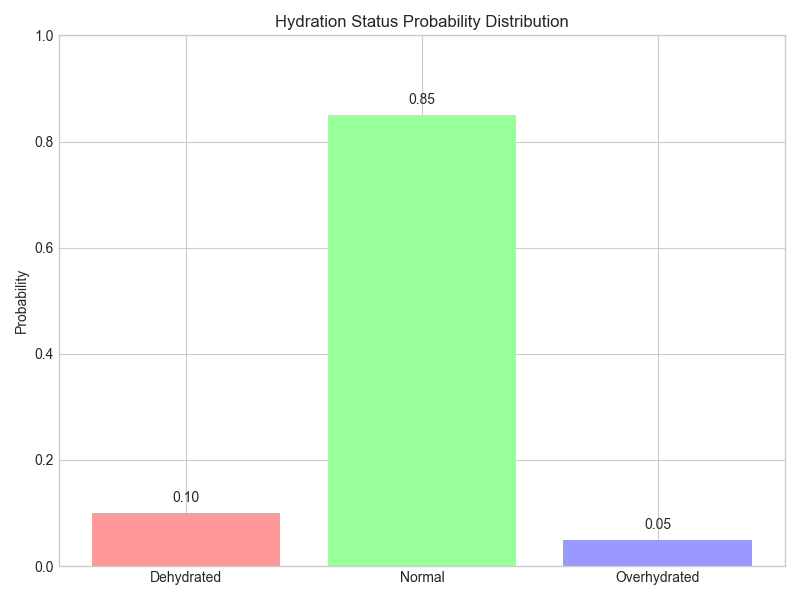 Hydration Status Probability Distribution
1.0
0.8
0.6
0.4
0.2
0.0
Probability
0.10
0.85
0.05
Dehydrated
Normal
Overhydrated